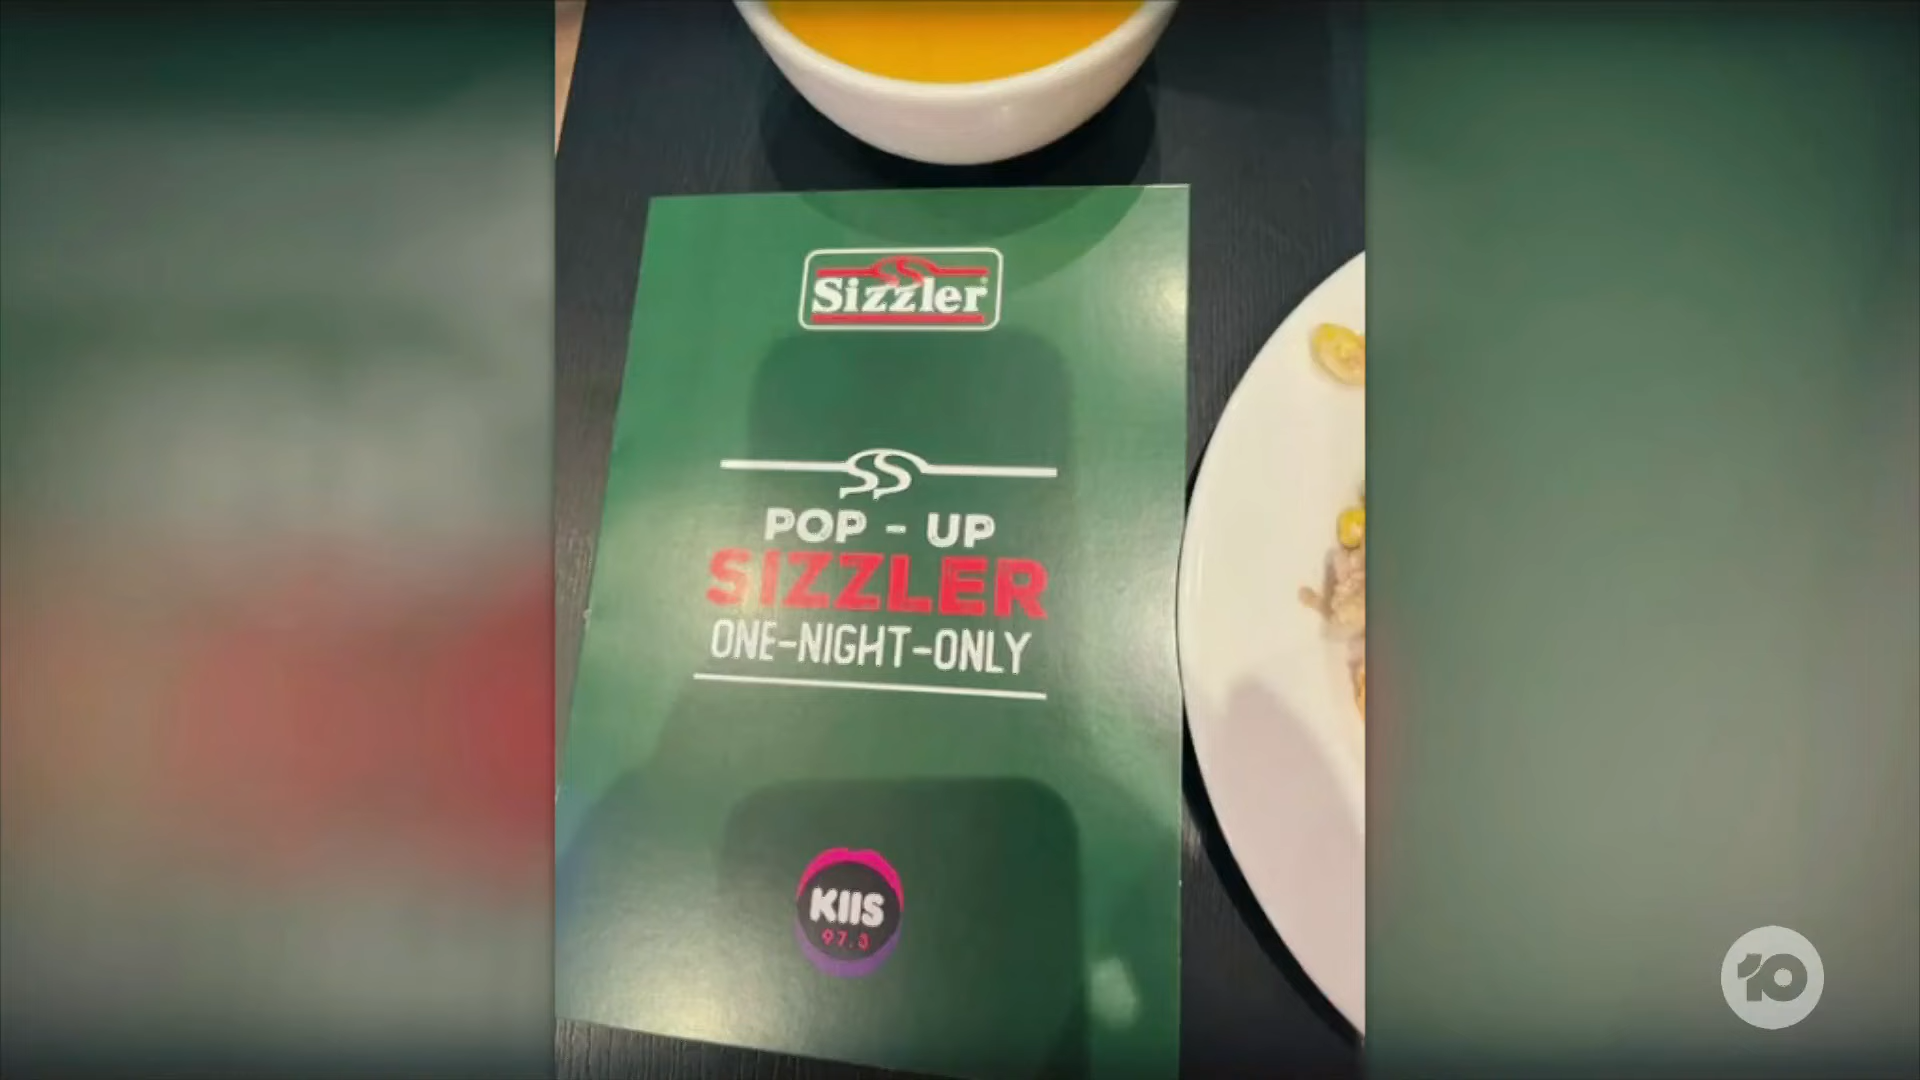 Sizzler
POP - UP
SIZZLER
ONE-NIGHT-ONLY
KIIS
97.3
10